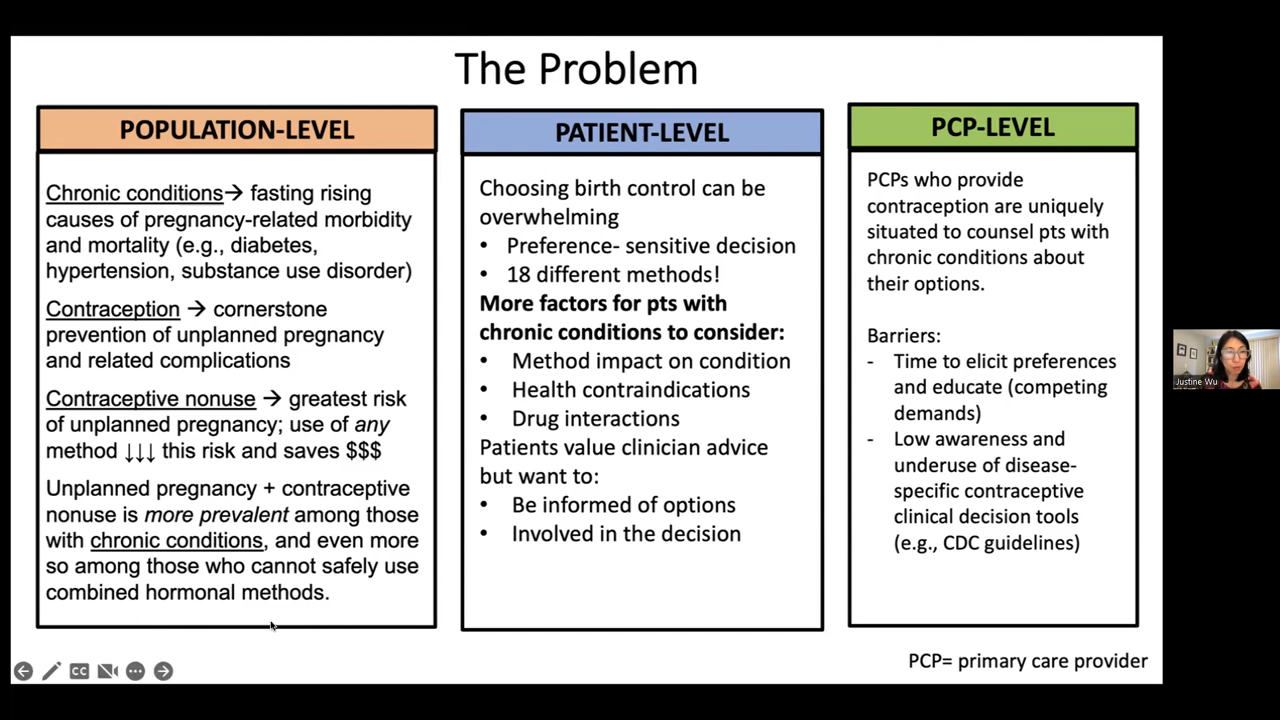 The Problem
POPULATION-LEVEL
Chronic conditions→ fasting rising
causes of pregnancy-related morbidity
and mortality (e.g., diabetes,
hypertension, substance use disorder)
Contraception → cornerstone
prevention of unplanned pregnancy
and related complications
Contraceptive nonuse → greatest risk
of unplanned pregnancy; use of any
method ↓↓↓ this risk and saves $$$
Unplanned pregnancy + contraceptive
nonuse is more prevalent among those
with chronic conditions, and even more
so among those who cannot safely use
combined hormonal methods.
PATIENT-LEVEL
Choosing birth control can be
overwhelming
• Preference- sensitive decision
• 18 different methods!
More factors for pts with
chronic conditions to consider:
• Method impact on condition
• Health contraindications
• Drug interactions
Patients value clinician advice
but want to:
• Be informed of options
• Involved in the decision
PCP-LEVEL
PCPs who provide
contraception are uniquely
situated to counsel pts with
chronic conditions about
their options.
Barriers:
- Time to elicit preferences
and educate (competing
demands)
- Low awareness and
underuse of disease-
specific contraceptive
clinical decision tools
(e.g., CDC guidelines)
PCP= primary care provider
CC
Justine Wu